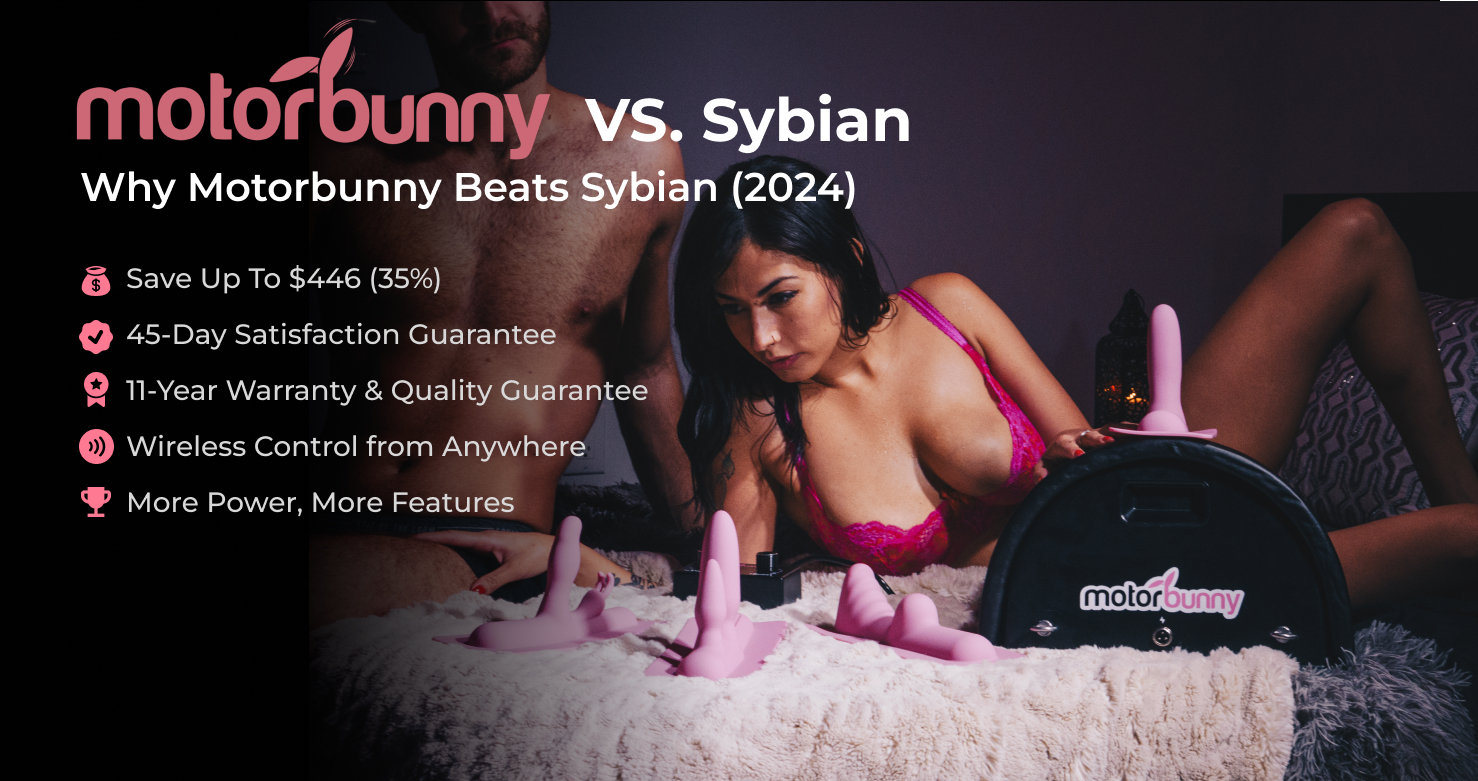 motorbunny VS. Sybian
Why Motorbunny Beats Sybian (2024)
$ Save Up To $446 (35%)
45-Day Satisfaction Guarantee
11-Year Warranty & Quality Guarantee
Wireless Control from Anywhere
More Power, More Features
motorbunny